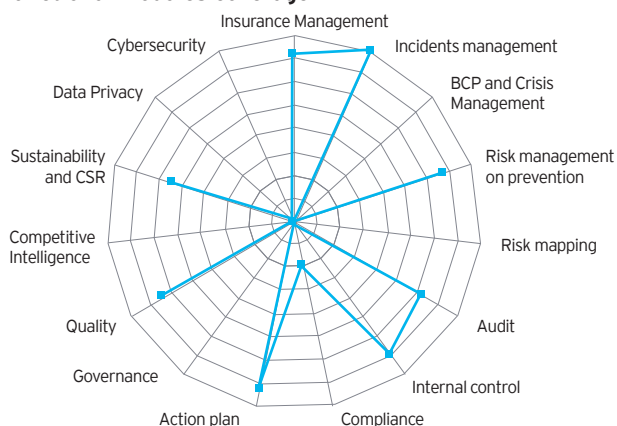 Insurance Management
Cybersecurity
Incidents management
Data Privacy
BCP and Crisis
Management
Sustainability
and CSR
Risk management
on prevention
Competitive
Intelligence
Risk mapping
Quality
Audit
Governance
Internal control
Action plan
Compliance